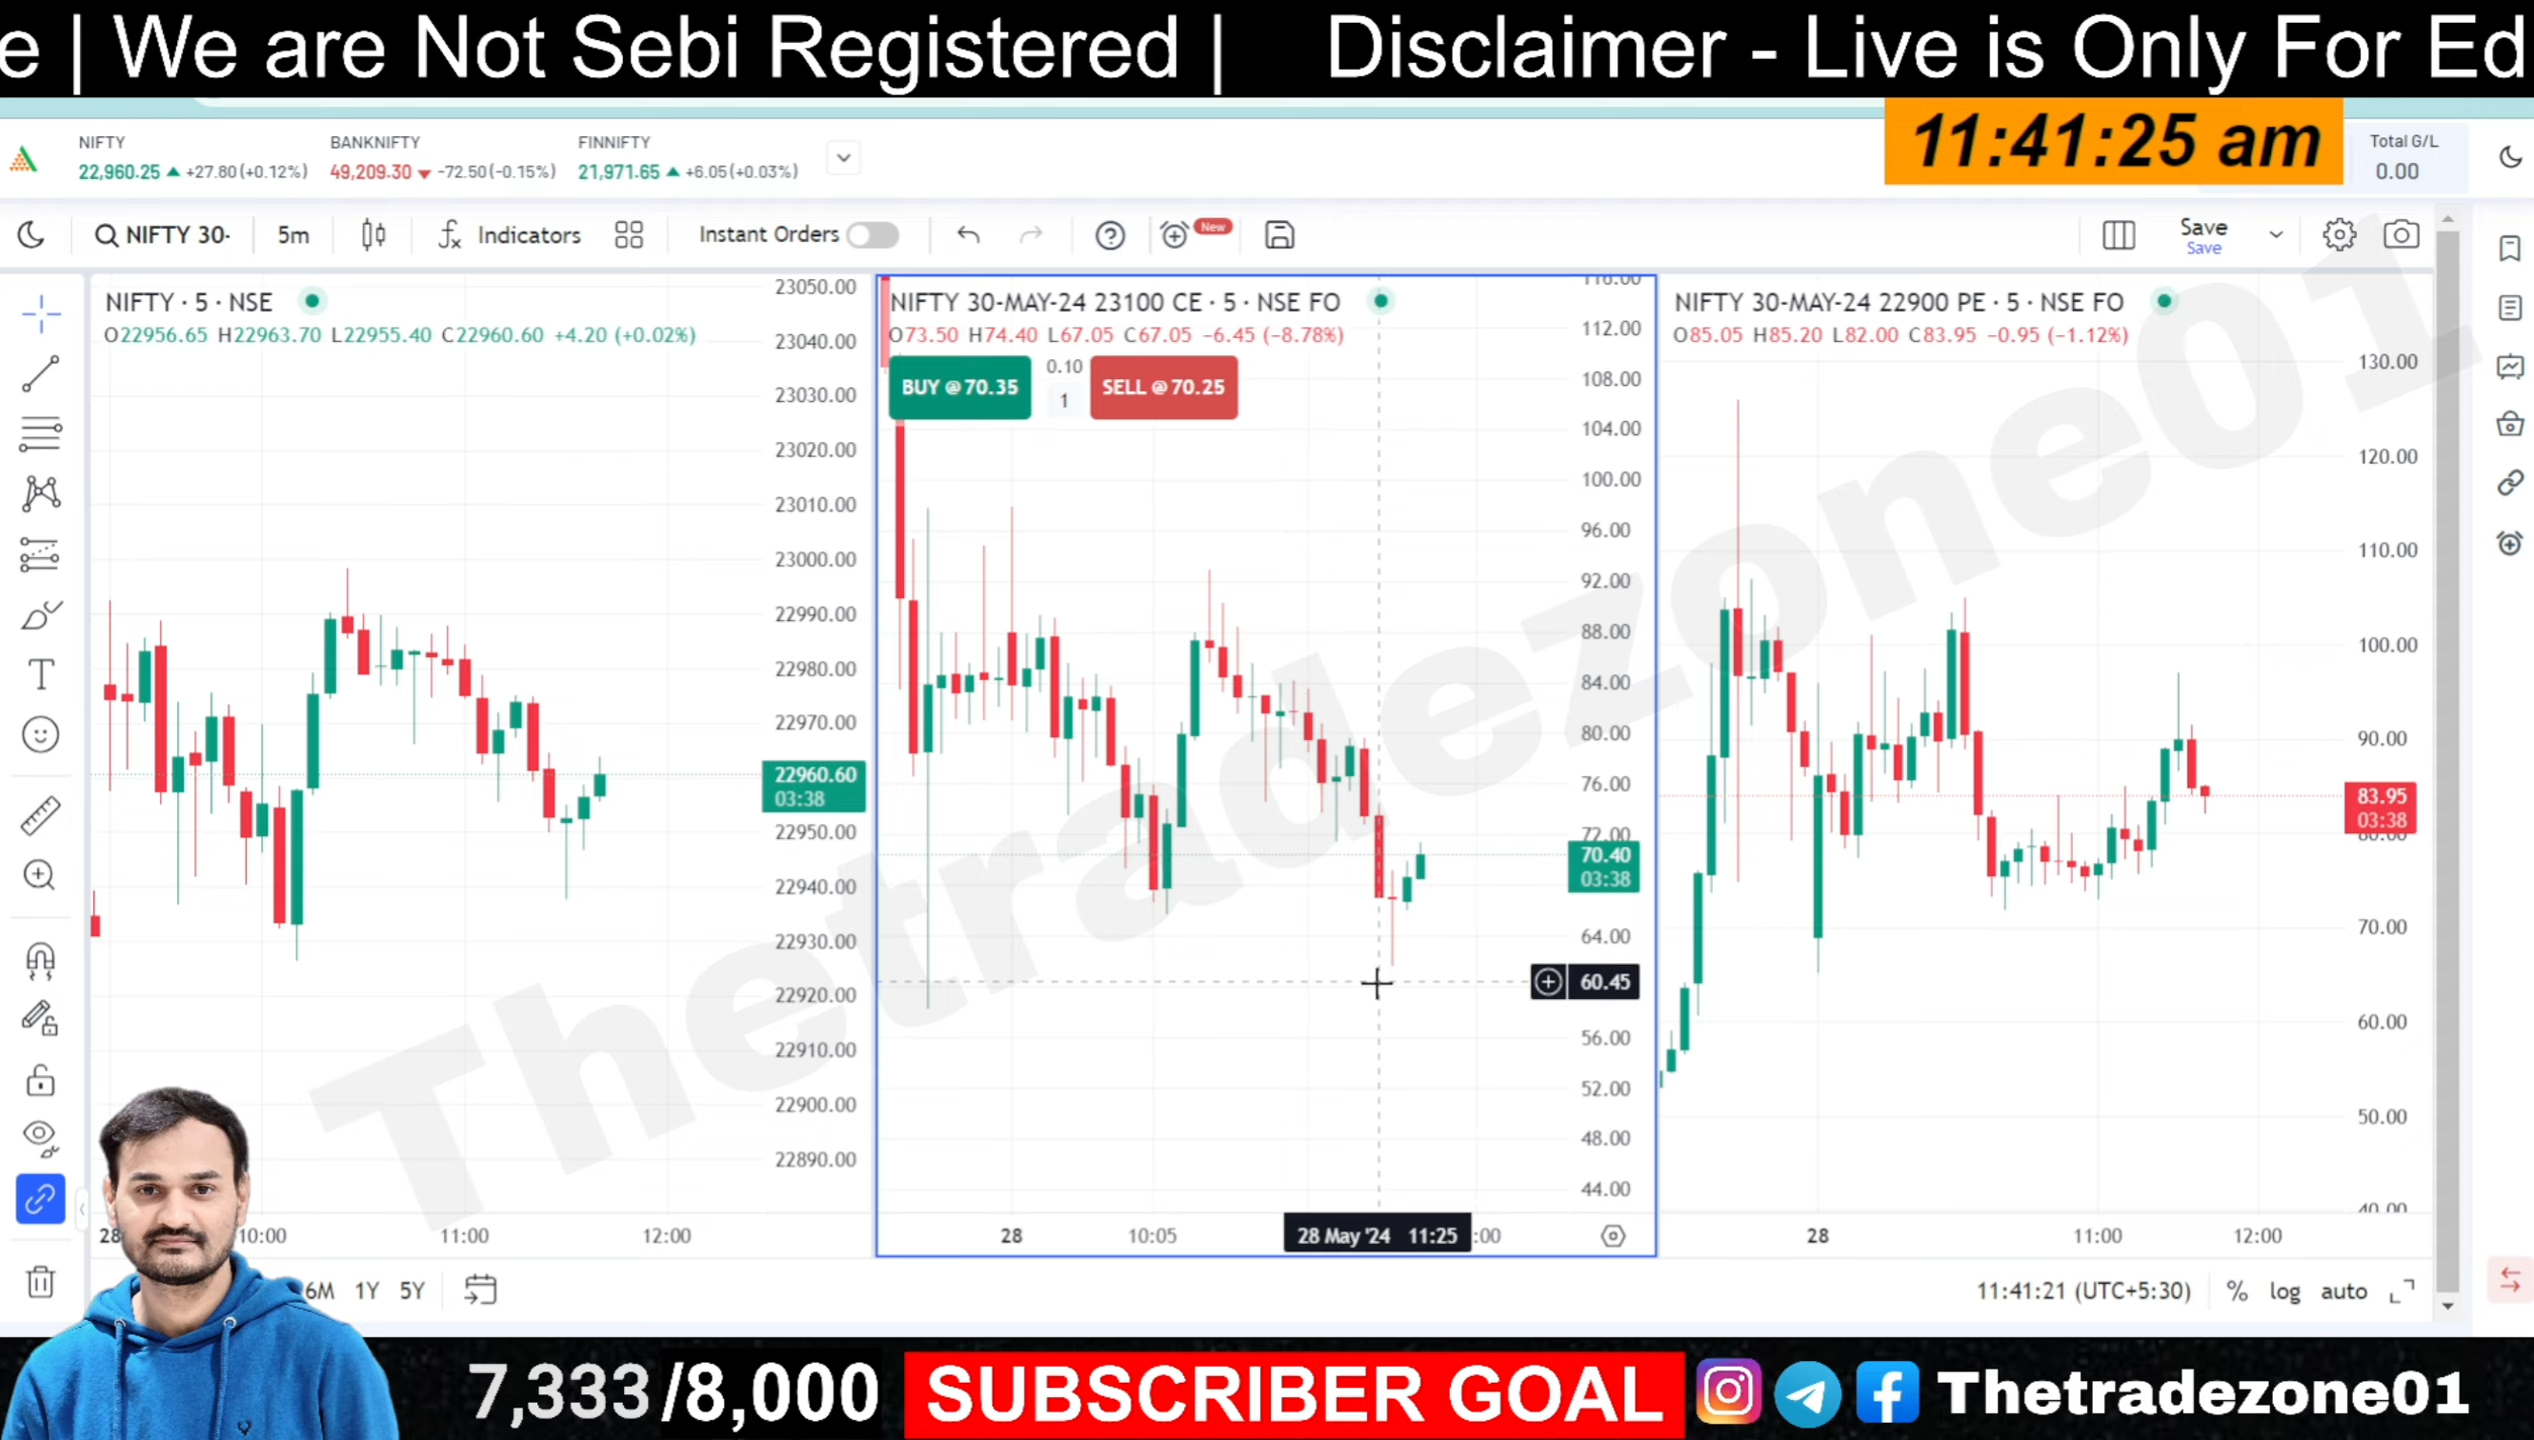 e | We are Not Sebi Registered | Disclaimer - Live is Only For Ed
11:41:25 am
NIFTY
22,960.25 ▲ +27.80(+0.12%)
BANKNIFTY
49,209.30 ▼ -72.50(-0.15%)
FINNIFTY
21,971.65 ▲ +6.05(+0.03%)
Total G/L
0.00
NIFTY 30-
5m
Indicators
Instant Orders
New
Save
Save
NIFTY · 5 · NSE
O22956.65 H22963.70 L22955.40 C22960.60 +4.20 (+0.02%)
23050.00
23040.00
23030.00
23020.00
23010.00
23000.00
22990.00
22980.00
22970.00
22960.60
03:38
22950.00
22940.00
22930.00
22920.00
22910.00
22900.00
22890.00
28
10:00
11:00
12:00
NIFTY 30-MAY-24 23100 CE · 5 · NSE FO
O73.50 H74.40 L67.05 C67.05 -6.45 (-8.78%)
BUY @ 70.35
0.10
1
SELL @ 70.25
116.00
112.00
108.00
104.00
100.00
96.00
92.00
88.00
84.00
80.00
76.00
72.00
70.40
03:38
64.00
60.45
56.00
52.00
48.00
44.00
28
10:05
28 May '24 11:25
:00
NIFTY 30-MAY-24 22900 PE · 5 · NSE FO
O85.05 H85.20 L82.00 C83.95 -0.95 (-1.12%)
130.00
120.00
110.00
100.00
90.00
83.95
03:38
80.00
70.00
60.00
50.00
40.00
28
11:00
12:00
Thetradezone01
6M 1Y 5Y
11:41:21 (UTC+5:30)
% log auto
7,333/8,000
SUBSCRIBER GOAL
Thetradezone01